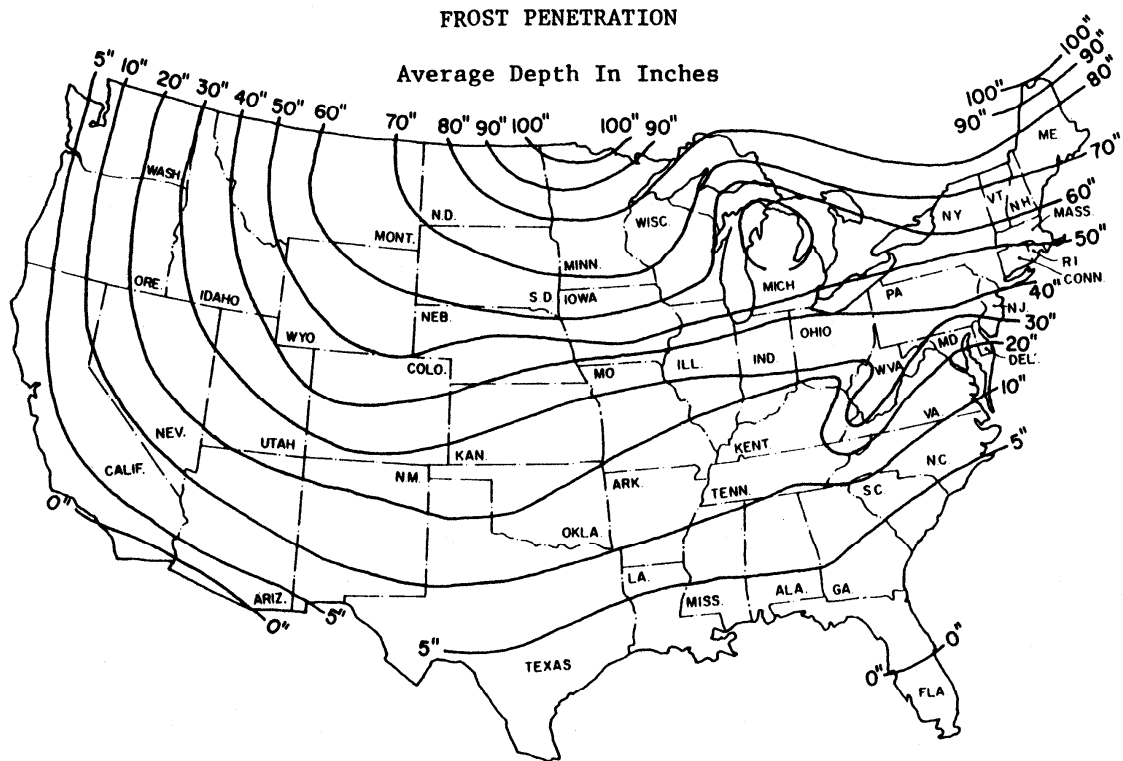 FROST PENETRATION
Average Depth In Inches
5"
10"
20"
30"
40"
50"
60"
70"
80"
90"
100"
100"
90"
100"
90"
80"
100"
90"
70"
60"
50"
40"
30"
20"
10"
5"
0"
0"
5"
5"
0"
0"
WASH
MONT.
N.D.
MINN.
WISC.
ME.
VT.
N.H.
NY
MASS.
RI
CONN.
ORE.
IDAHO
WYO
S.D
IOWA
NEB.
MICH
PA
NJ.
OHIO
MD
DEL.
COLO.
MO
ILL.
IND
WVA
VA
NEV.
UTAH
KAN.
KENT.
CALIF.
N.M.
ARK.
TENN.
N.C.
S.C
OKLA.
ARIZ.
LA.
MISS.
ALA.
GA.
TEXAS
FLA